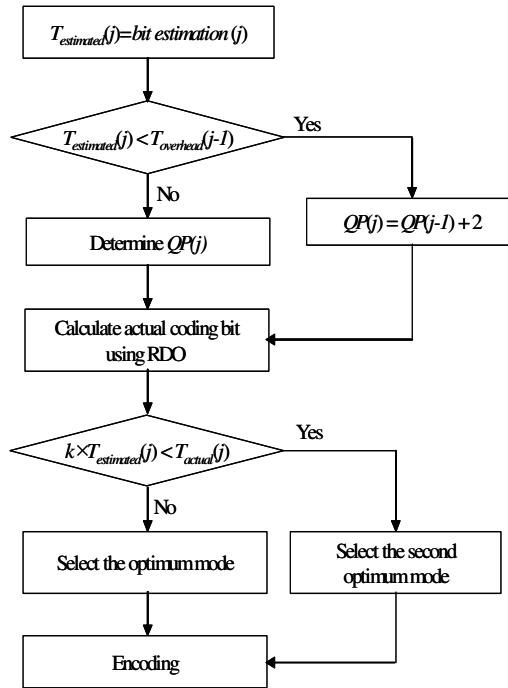 T_estimated(j)=bit estimation (j)
T_estimated(j) < T_overhead(j-1)
Yes
No
QP(j) = QP(j-1) + 2
Determine QP(j)
Calculate actual coding bit
using RDO
k×T_estimated(j) < T_actual(j)
Yes
No
Select the optimum mode
Select the second
optimum mode
Encoding